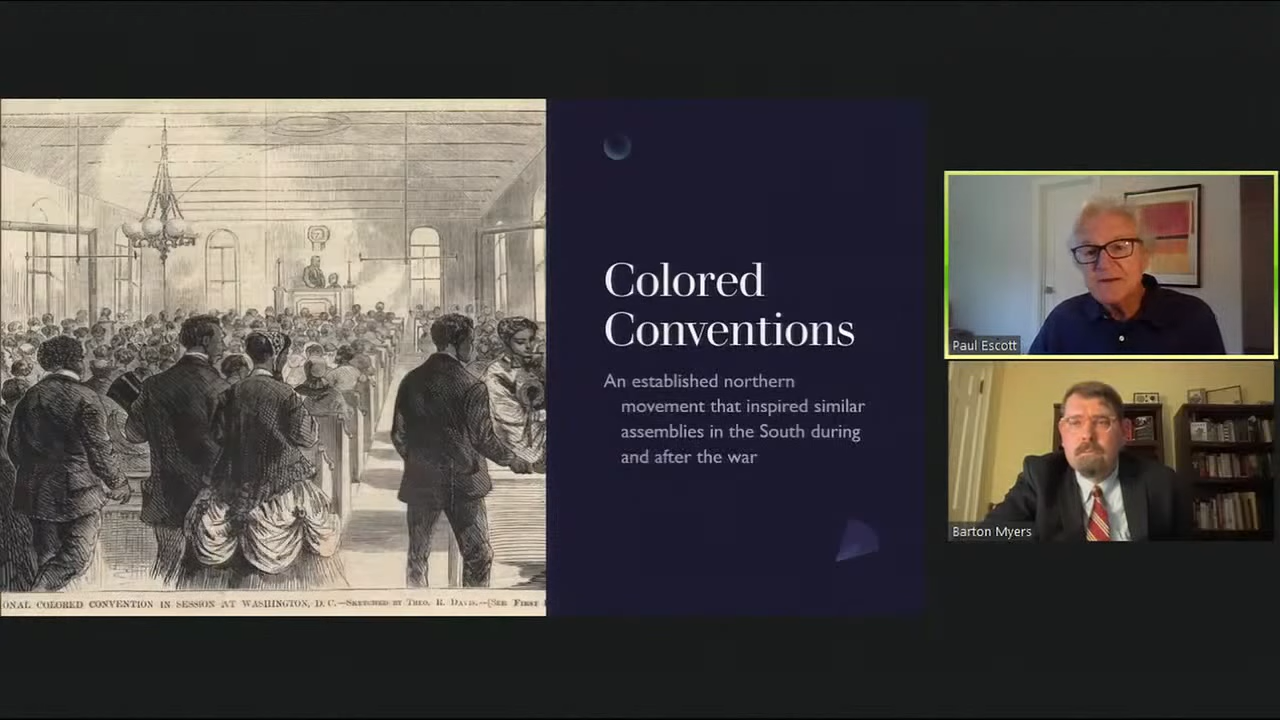 Colored
Conventions
An established northern
movement that inspired similar
assemblies in the South during
and after the war
ONAL COLORED CONVENTION IN SESSION AT WASHINGTON, D. C.—SKETCHED BY THEO. R. DAVIS.—[SEE FIRST
Paul Escott
Barton Myers